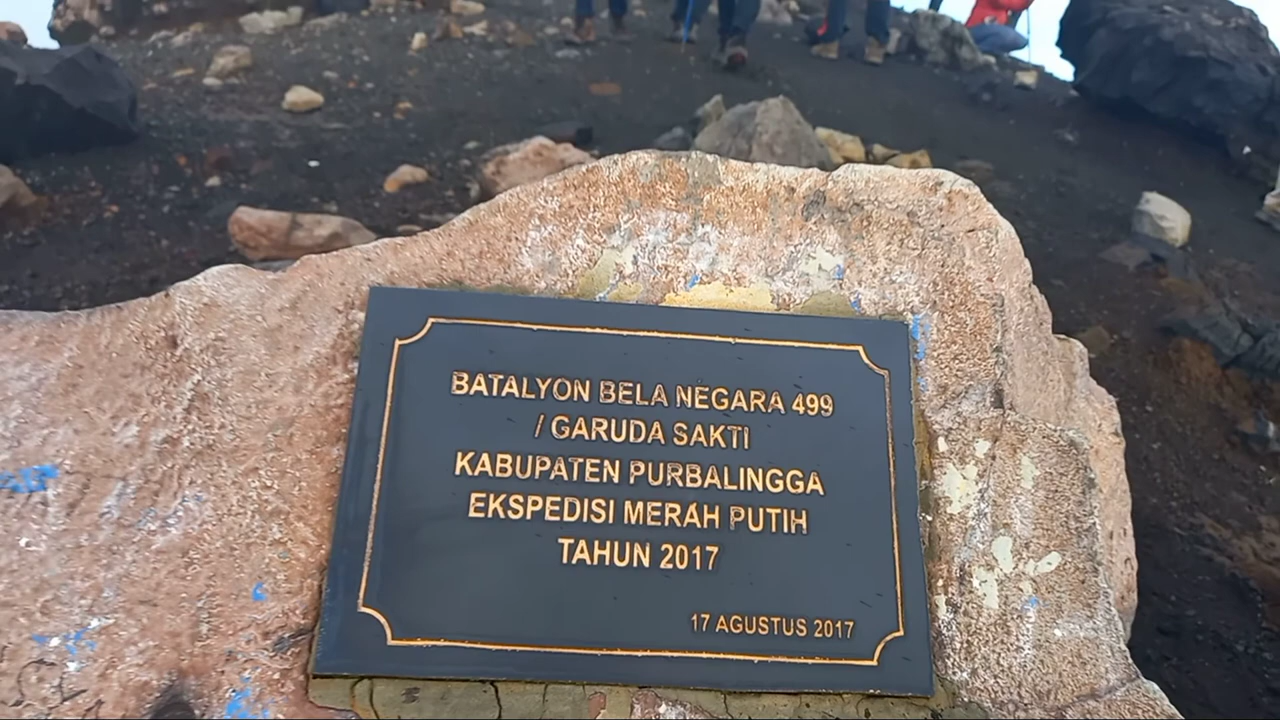 BATALYON BELA NEGARA 499
/ GARUDA SAKTI
KABUPATEN PURBALINGGA
EKSPEDISI MERAH PUTIH
TAHUN 2017
17 AGUSTUS 2017